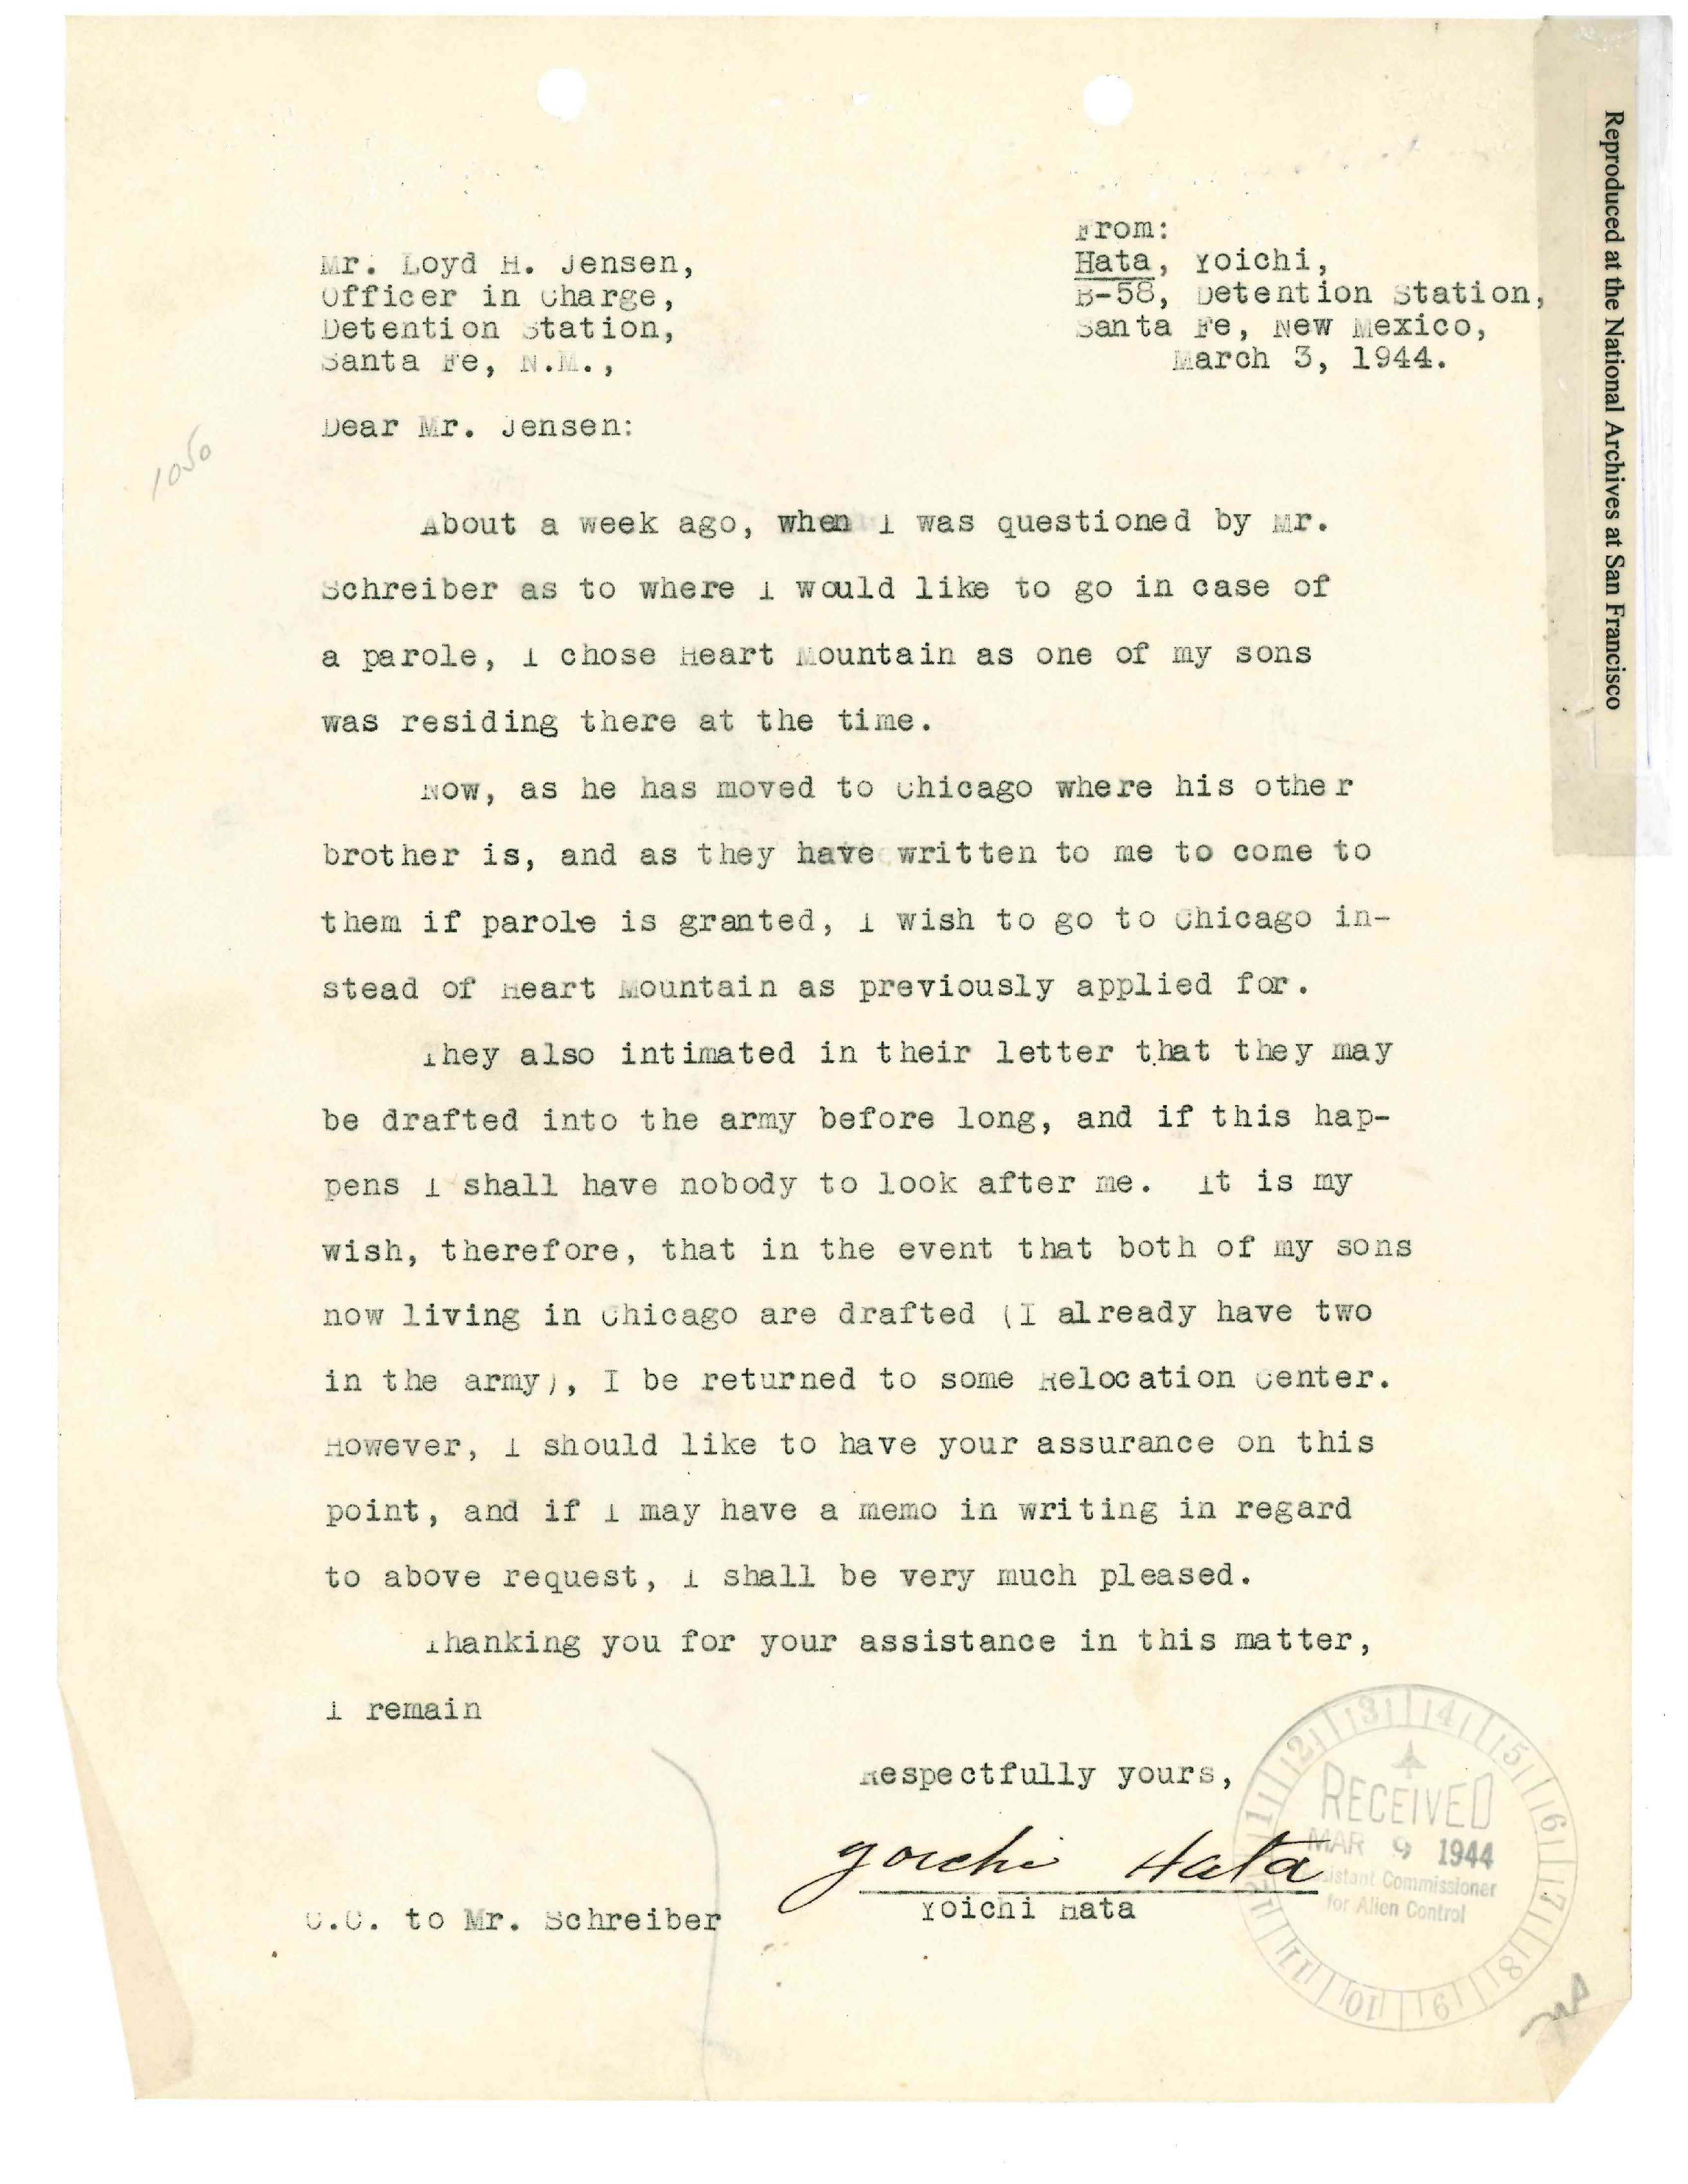 From:
Mr. Loyd H. Jensen,
Hata, Yoichi,
Officer in Charge,
B-58, Detention Station,
Detention Station,
Santa Fe, New Mexico,
Santa Fe, N.M.,
March 3, 1944.
Dear Mr. Jensen:
1050
About a week ago, when I was questioned by Mr.
Schreiber as to where I would like to go in case of
a parole, I chose Heart Mountain as one of my sons
was residing there at the time.
Now, as he has moved to Chicago where his other
brother is, and as they have written to me to come to
them if parole is granted, I wish to go to Chicago in-
stead of Heart Mountain as previously applied for.
They also intimated in their letter that they may
be drafted into the army before long, and if this hap-
pens I shall have nobody to look after me. It is my
wish, therefore, that in the event that both of my sons
now living in Chicago are drafted (I already have two
in the army), I be returned to some Relocation Center.
However, I should like to have your assurance on this
point, and if I may have a memo in writing in regard
to above request, I shall be very much pleased.
Thanking you for your assistance in this matter,
I remain
Respectfully yours,
Yoichi Hata
Yoichi Hata
C.C. to Mr. Schreiber
RECEIVED
MAR 9 1944
Assistant Commissioner
for Alien Control
1 2 3 4 5 6 7 8 9 10 11 12
Reproduced at the National Archives at San Francisco